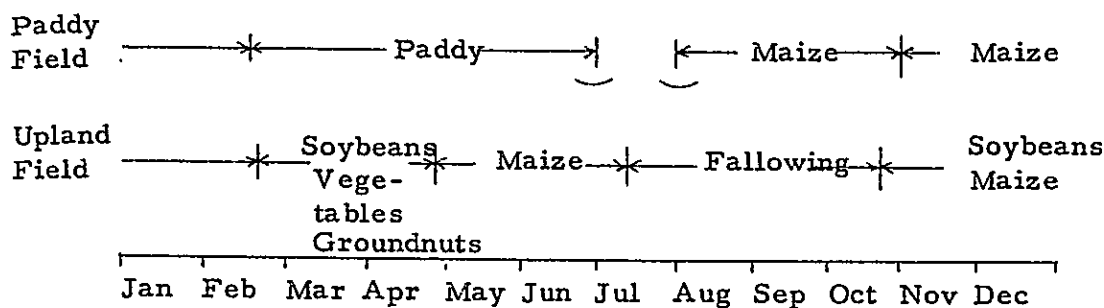 Paddy
Field
Paddy
Maize
Maize
Upland
Field
Soybeans
Vege-
tables
Groundnuts
Maize
Fallowing
Soybeans
Maize
Jan Feb Mar Apr May Jun Jul Aug Sep Oct Nov Dec